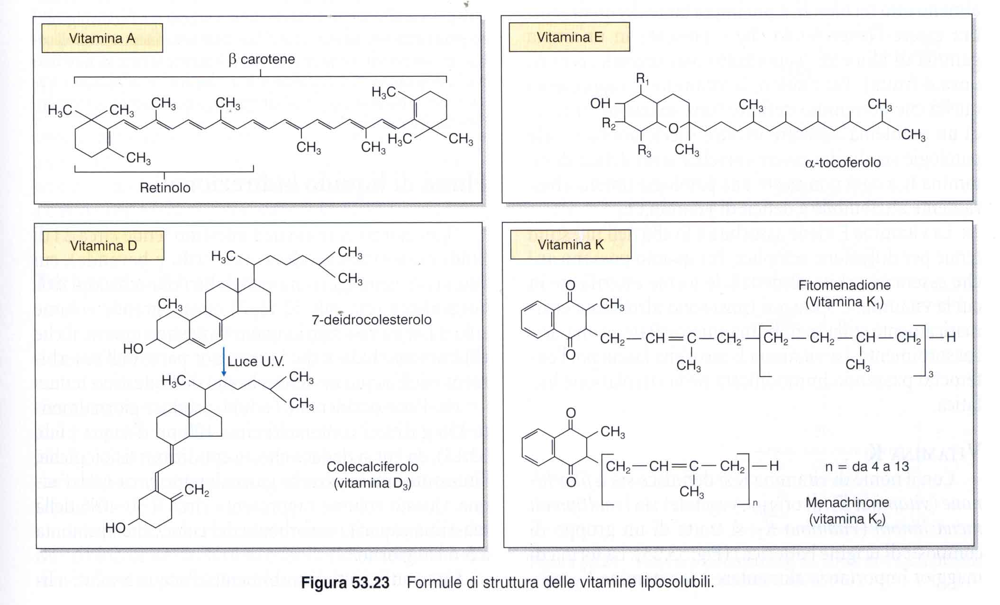 Vitamina A
β carotene
H₃C
CH₃
CH₃
CH₃
H₃C
CH₃
CH₃
CH₃
H₃C
CH₃
Retinolo
Vitamina E
R₁
OH
R₂
R₃
O
CH₃
CH₃
CH₃
CH₃
α-tocoferolo
Vitamina D
H₃C
CH₃
CH₃
CH₃
HO
7-deidrocolesterolo
Luce U.V.
H₃C
CH₃
CH₃
CH₂
HO
Colecalciferolo
(vitamina D₃)
Vitamina K
O
CH₃
O
Fitomenadione
(Vitamina K₁)
CH₂—CH=C—CH₂—[CH₂—CH₂—CH—CH₂]—H
CH₃
CH₃
3
O
CH₃
O
[CH₂—CH=C—CH₂]—H
CH₃
n
n = da 4 a 13
Menachinone
(vitamina K₂)
Figura 53.23 Formule di struttura delle vitamine liposolubili.